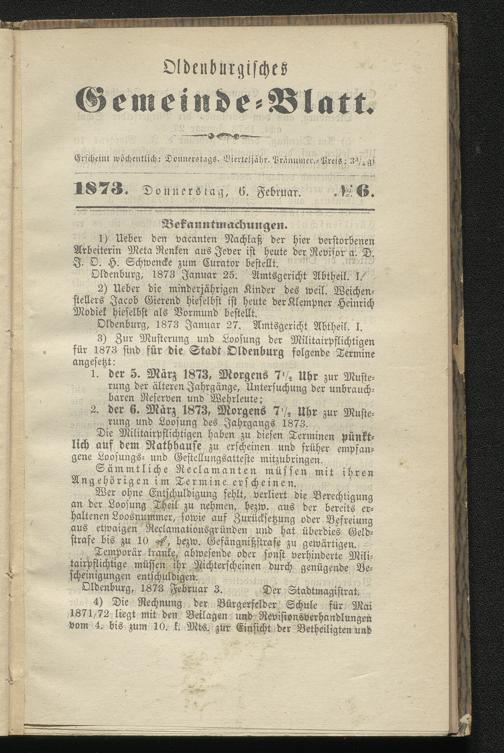 Oldenburgisches
Gemeinde-Blatt.
Erscheint wöchentlich: Donnerstags. Vierteljähr. Pränumer.-Preis: 3¾ gſ
1873. Donnerstag, 6. Februar. № 6.
Bekanntmachungen.
1) Ueber den vacanten Nachlaß der hier verstorbenen
Arbeiterin Meta Renken aus Jever ist heute der Revisor a. D.
J. O. H. Schwencke zum Curator bestellt.
Oldenburg, 1873 Januar 25. Amtsgericht Abtheil. I.
2) Ueber die minderjährigen Kinder des weil. Weichen-
stellers Jacob Gierend hieselbst ist heute der Klempner Heinrich
Modiek hieselbst als Vormund bestellt.
Oldenburg, 1873 Januar 27. Amtsgericht Abtheil. I.
3) Zur Musterung und Loosung der Militairpflichtigen
für 1873 sind für die Stadt Oldenburg folgende Termine
angesetzt:
1. der 5. März 1873, Morgens 7½ Uhr zur Muste-
rung der älteren Jahrgänge, Untersuchung der unbrauch-
baren Reserven und Wehrleute;
2. der 6. März 1873, Morgens 7½ Uhr zur Muste-
rung und Loosung des Jahrgangs 1873.
Die Militairpflichtigen haben zu diesen Terminen pünkt-
lich auf dem Rathhause zu erscheinen und früher empfan-
gene Loosungs- und Gestellungsatteste mitzubringen.
Sämmtliche Reclamanten müssen mit ihren
Angehörigen im Termine erscheinen.
Wer ohne Entschuldigung fehlt, verliert die Berechtigung
an der Loosung Theil zu nehmen, bezw. aus der bereits er-
haltenen Loosnummer, sowie auf Zurücksetzung oder Befreiung
aus etwaigen Reclamationsgründen und hat überdies Geld-
strafe bis zu 10 ℳ, bezw. Gefängnißstrafe zu gewärtigen.
Temporär kranke, abwesende oder sonst verhinderte Mili-
tairpflichtige müssen ihr Nichterscheinen durch genügende Be-
scheinigungen entschuldigen.
Oldenburg, 1873 Februar 3. Der Stadtmagistrat.
4) Die Rechnung der Bürgerfelder Schule für Mai
1871/72 liegt mit den Beilagen und Revisionsverhandlungen
vom 4. bis zum 10. k. Mts. zur Einsicht der Betheiligten und